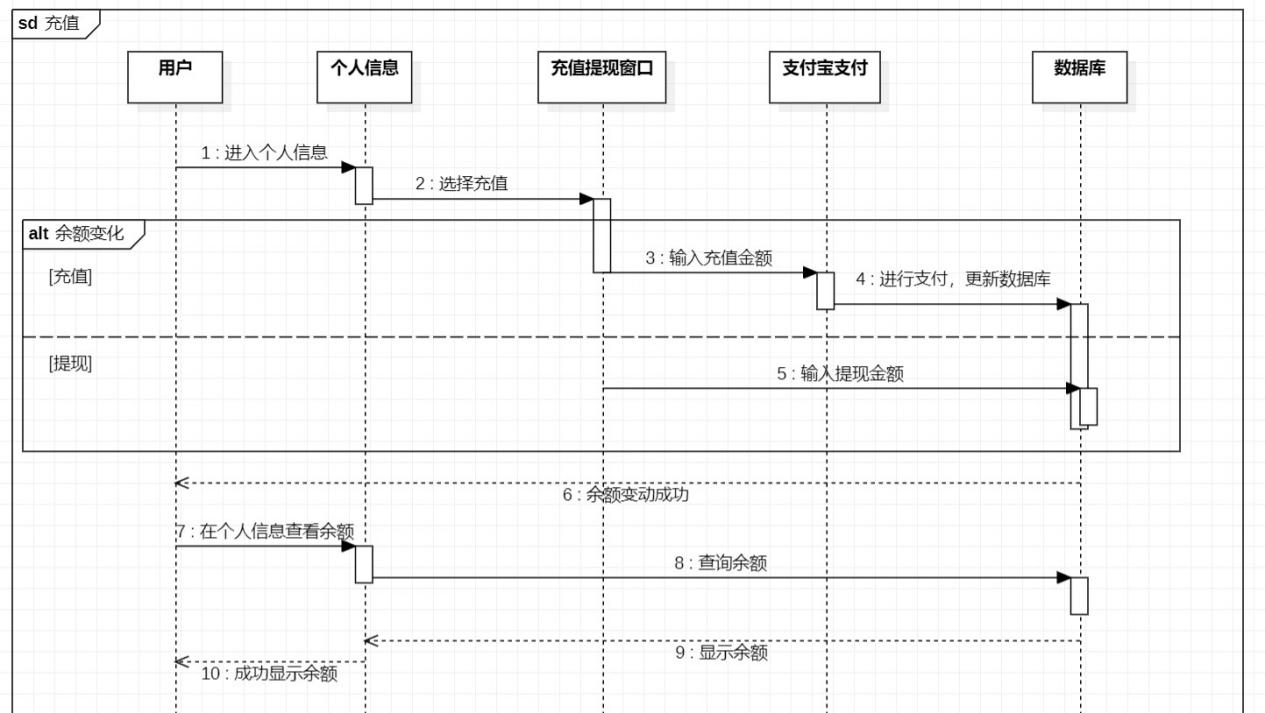 sd 充值
用户
个人信息
充值提现窗口
支付宝支付
数据库
1 : 进入个人信息
2 : 选择充值
alt 余额变化
[充值]
3 : 输入充值金额
4 : 进行支付，更新数据库
[提现]
5 : 输入提现金额
6 : 余额变动成功
7 : 在个人信息查看余额
8 : 查询余额
9 : 显示余额
10 : 成功显示余额